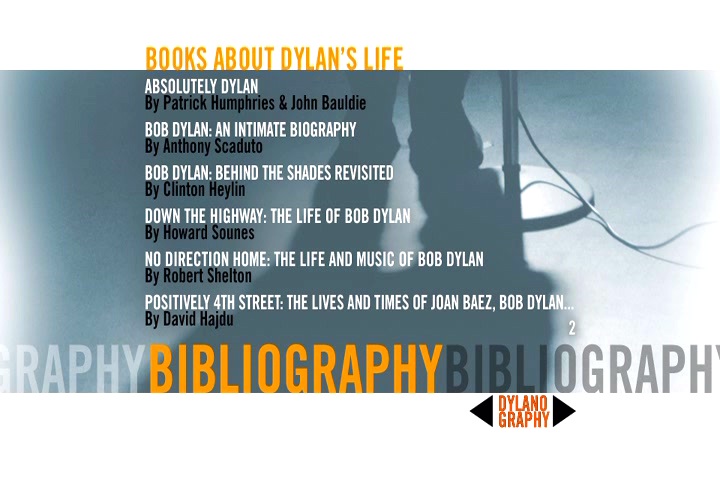 BOOKS ABOUT DYLAN'S LIFE
ABSOLUTELY DYLAN
By Patrick Humphries & John Bauldie
BOB DYLAN: AN INTIMATE BIOGRAPHY
By Anthony Scaduto
BOB DYLAN: BEHIND THE SHADES REVISITED
By Clinton Heylin
DOWN THE HIGHWAY: THE LIFE OF BOB DYLAN
By Howard Sounes
NO DIRECTION HOME: THE LIFE AND MUSIC OF BOB DYLAN
By Robert Shelton
POSITIVELY 4TH STREET: THE LIVES AND TIMES OF JOAN BAEZ, BOB DYLAN...
By David Hajdu
2
GRAPHYBIBLIOGRAPHYBIBLIOGRAPHY
DYLANO
GRAPHY